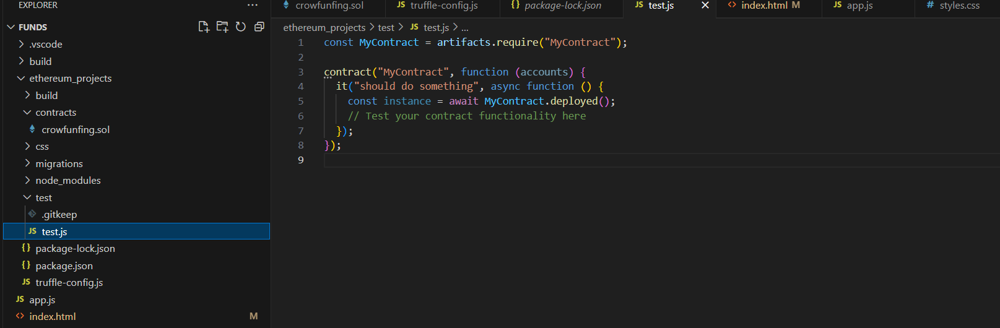 EXPLORER ...
FUNDS
.vscode
build
ethereum_projects
build
contracts
crowfunfing.sol
css
migrations
node_modules
test
.gitkeep
JS test.js
{} package-lock.json
{} package.json
JS truffle-config.js
JS app.js
<> index.html M
crowfunfing.sol JS truffle-config.js {} package-lock.json JS test.js × <> index.html M JS app.js # styles.css
ethereum_projects > test > JS test.js > ...
1 const MyContract = artifacts.require("MyContract");
2
3 contract("MyContract", function (accounts) {
4 it("should do something", async function () {
5 const instance = await MyContract.deployed();
6 // Test your contract functionality here
7 });
8 });
9